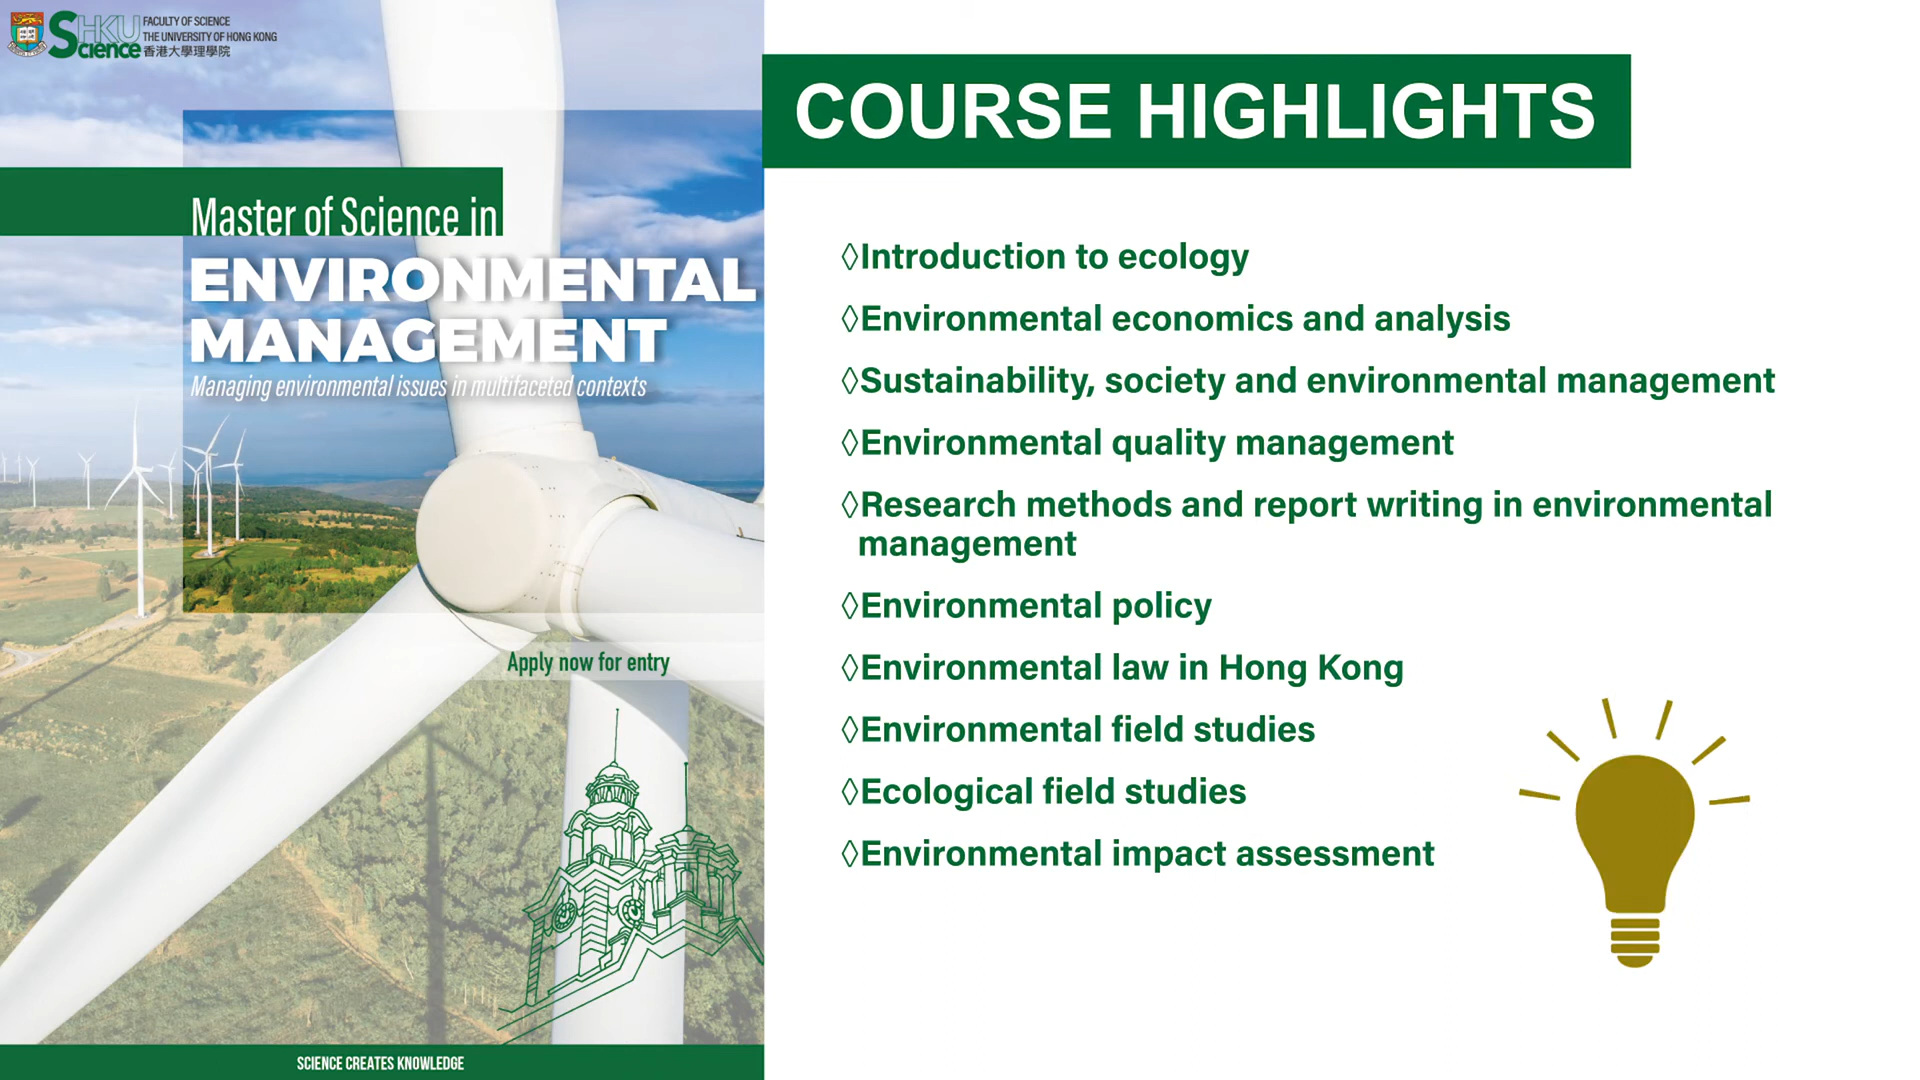 SHKU
Science
FACULTY OF SCIENCE
THE UNIVERSITY OF HONG KONG
香港大學理學院
Master of Science in
ENVIRONMENTAL
MANAGEMENT
Managing environmental issues in multifaceted contexts
Apply now for entry
SCIENCE CREATES KNOWLEDGE
COURSE HIGHLIGHTS
◊Introduction to ecology
◊Environmental economics and analysis
◊Sustainability, society and environmental management
◊Environmental quality management
◊Research methods and report writing in environmental
management
◊Environmental policy
◊Environmental law in Hong Kong
◊Environmental field studies
◊Ecological field studies
◊Environmental impact assessment